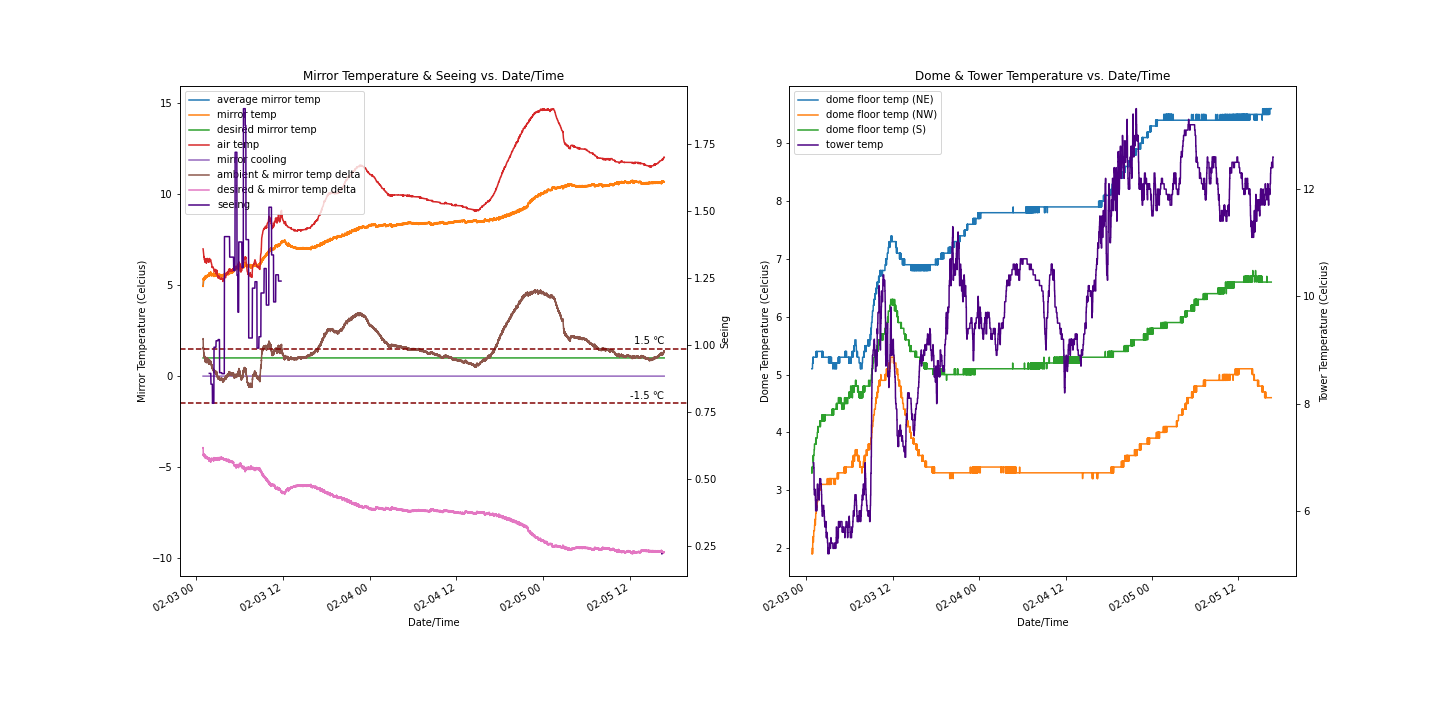 Mirror Temperature & Seeing vs. Date/Time
average mirror temp
mirror temp
desired mirror temp
air temp
mirror cooling
ambient & mirror temp delta
desired & mirror temp delta
seeing
15
10
5
0
−5
−10
Mirror Temperature (Celcius)
1.5 °C
-1.5 °C
1.75
1.50
1.25
1.00
0.75
0.50
0.25
Seeing
02-03 00
02-03 12
02-04 00
02-04 12
02-05 00
02-05 12
Date/Time
Dome & Tower Temperature vs. Date/Time
dome floor temp (NE)
dome floor temp (NW)
dome floor temp (S)
tower temp
9
8
7
6
5
4
3
2
Dome Temperature (Celcius)
12
10
8
6
Tower Temperature (Celcius)
02-03 00
02-03 12
02-04 00
02-04 12
02-05 00
02-05 12
Date/Time